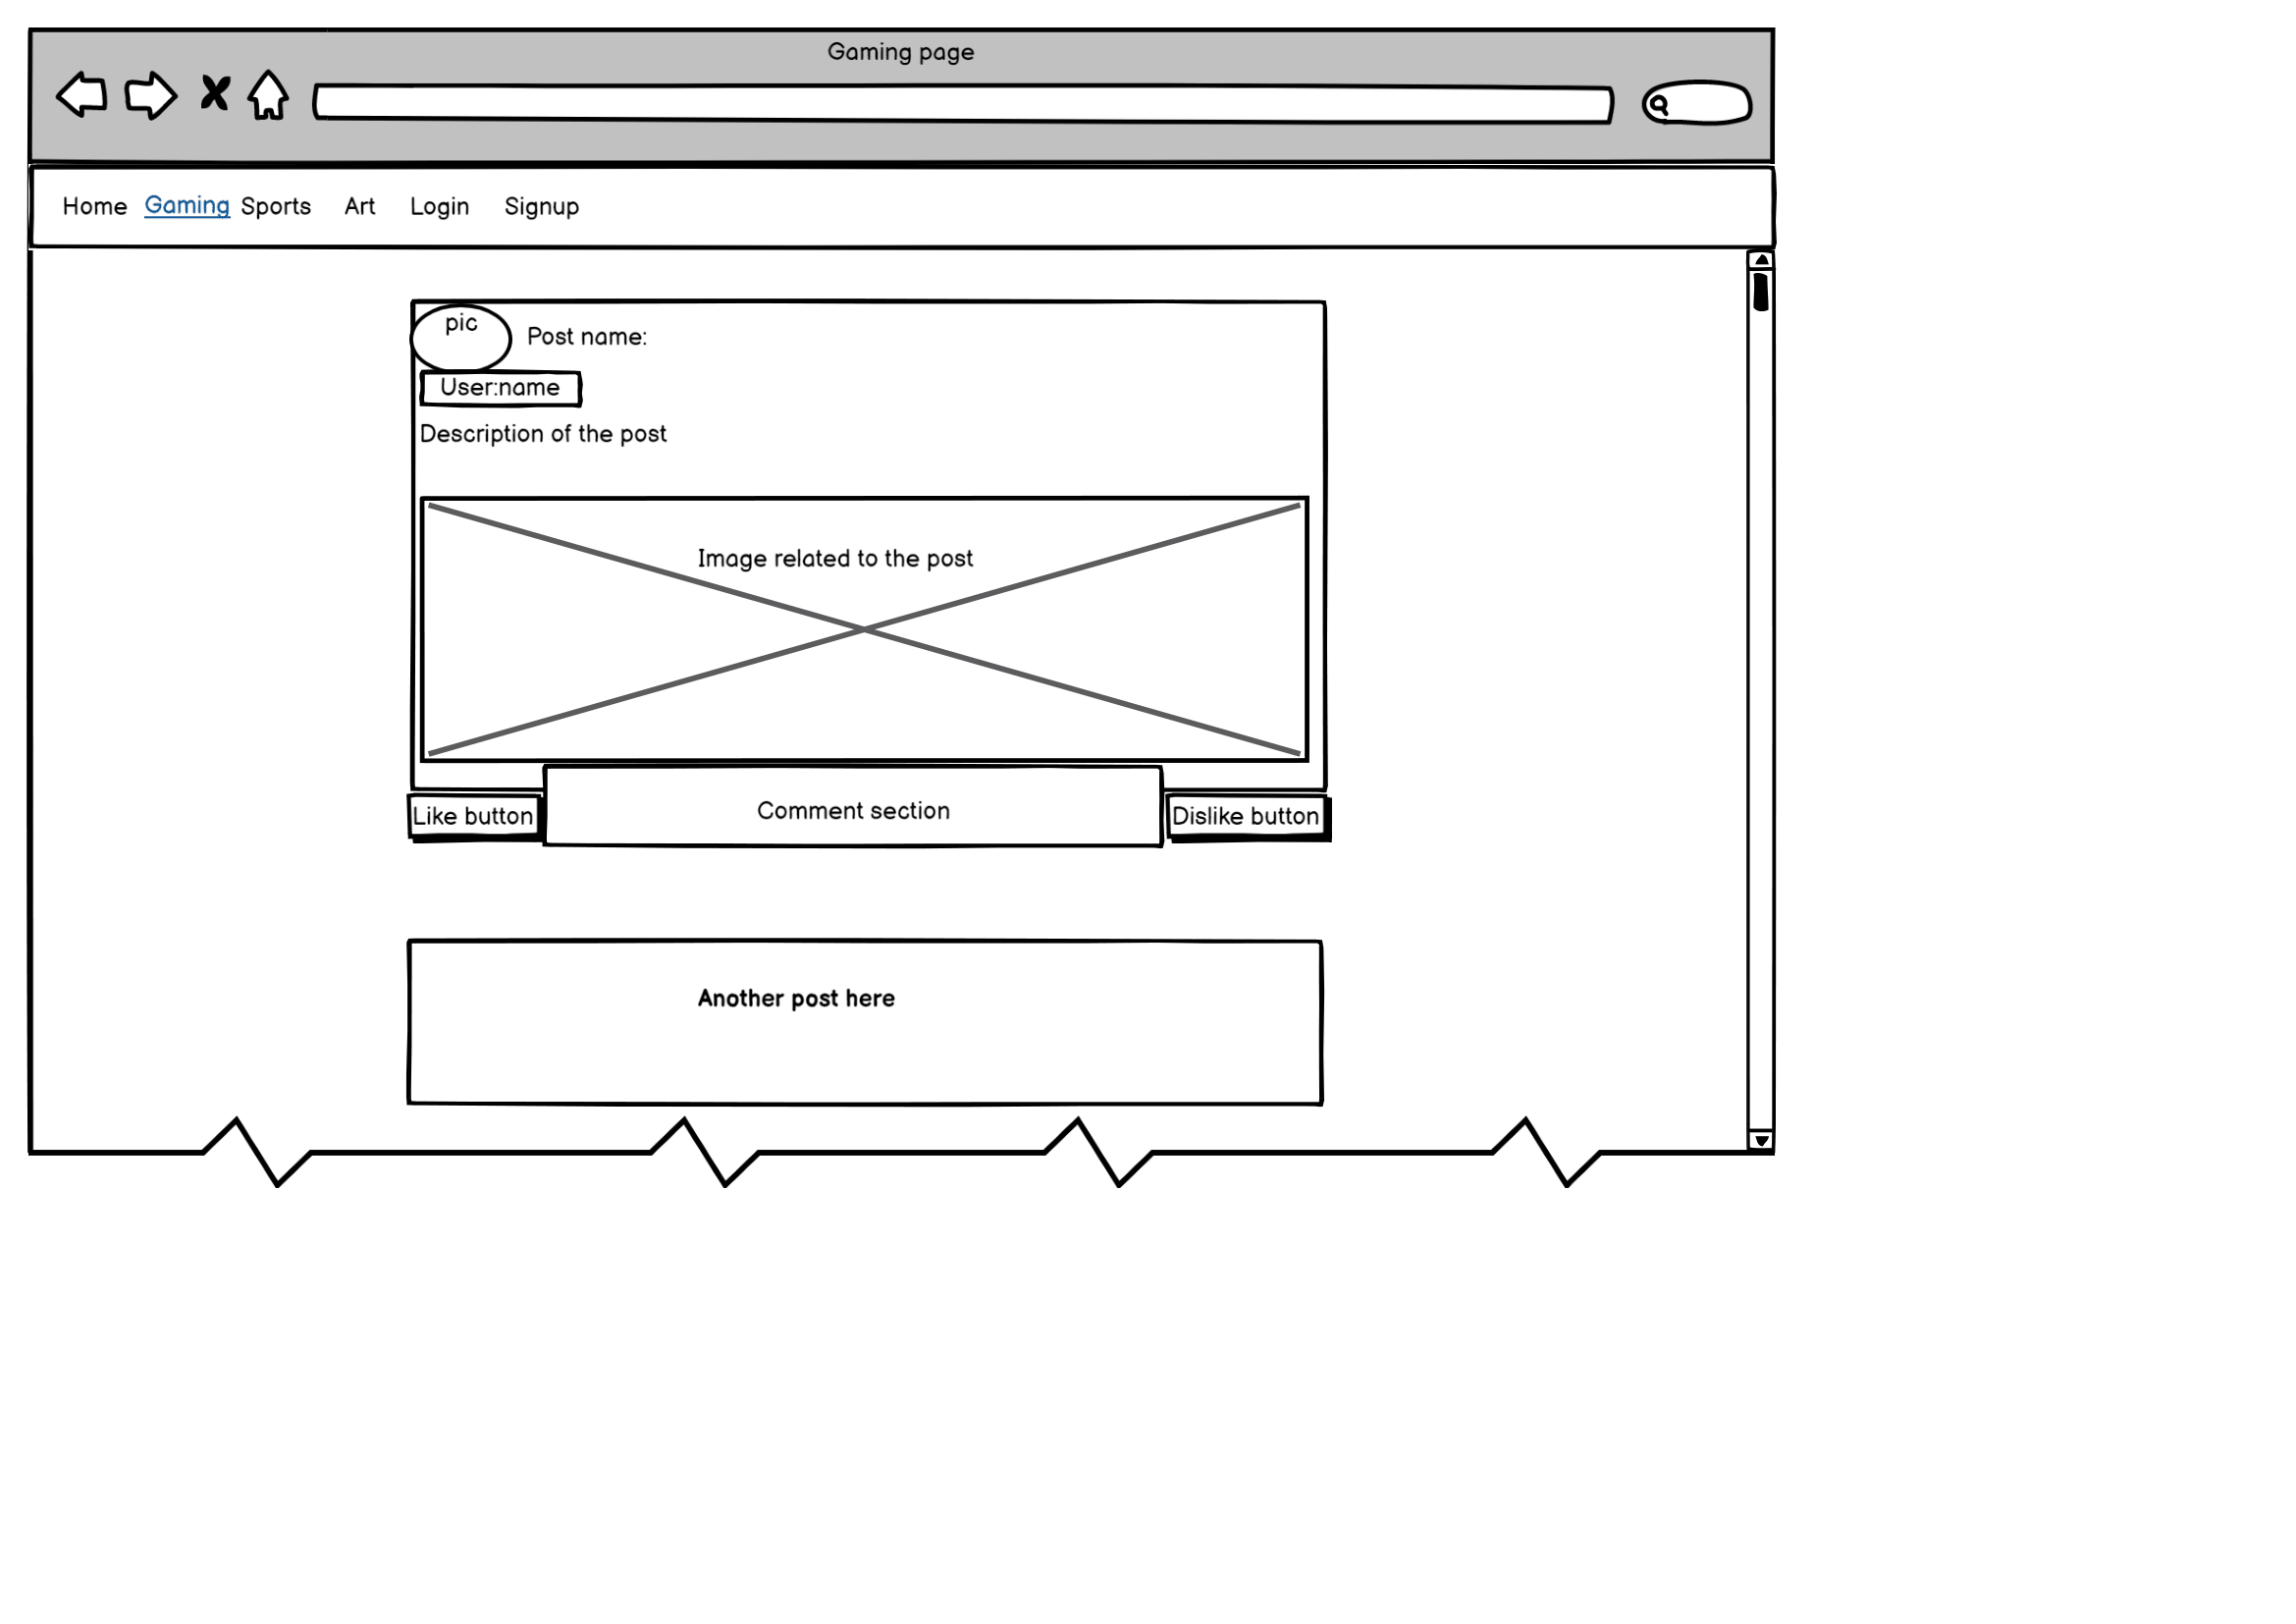 Gaming page
Home Gaming Sports Art Login Signup
pic
Post name:
User:name
Description of the post
Image related to the post
Like button
Comment section
Dislike button
Another post here